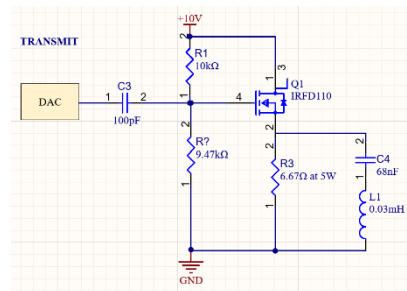 +10V
TRANSMIT
2
R1
10kΩ
1
3
1
Q1
IRFD110
DAC
C3
1
2
100pF
4
2
R?
9.47kΩ
1
2
2
R3
6.67Ω at 5W
1
2
C4
68nF
1
L1
0.03mH
GND